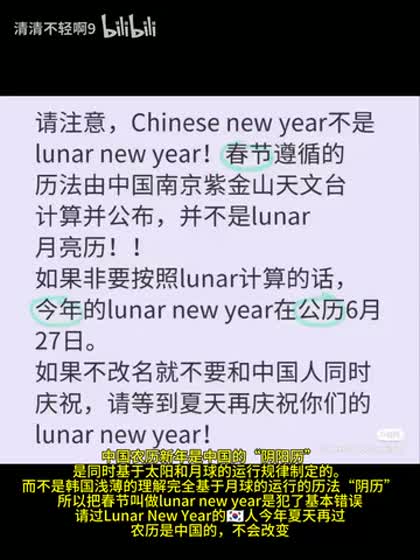 清清不轻啊9 bilibili
请注意，Chinese new year不是
lunar new year！春节遵循的
历法由中国南京紫金山天文台
计算并公布，并不是lunar
月亮历！！
如果非要按照lunar计算的话，
今年的lunar new year在公历6月
27日。
如果不改名就不要和中国人同时
庆祝，请等到夏天再庆祝你们的
lunar new year！
中国农历新年是中国的“阴阳历”
是同时基于太阳和月球的运行规律制定的。
而不是韩国浅薄的理解完全基于月球的运行的历法“阴历”
所以把春节叫做lunar new year是犯了基本错误
请过Lunar New Year的🇰🇷人今年夏天再过
农历是中国的，不会改变